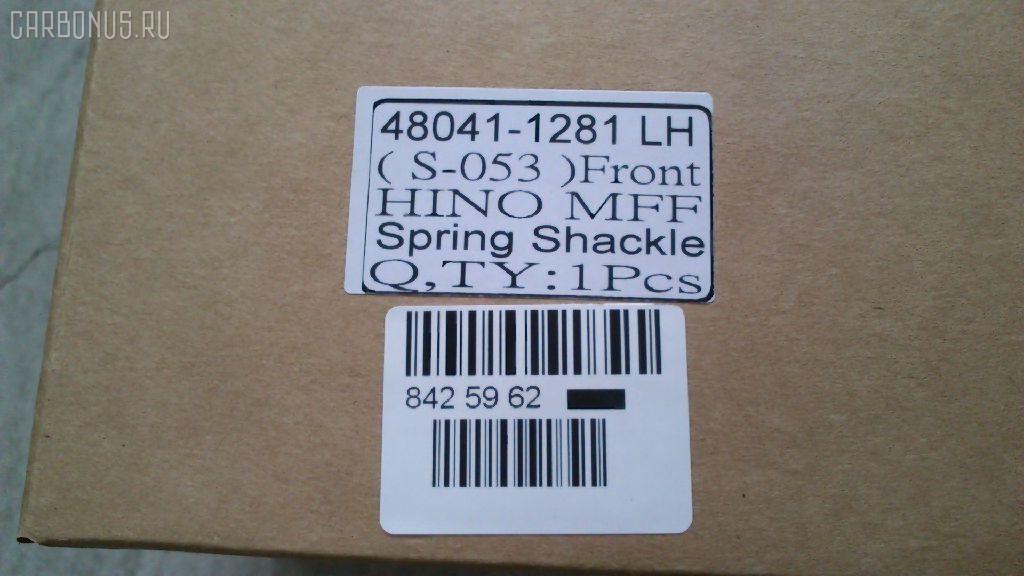 CARBONUS.RU
48041-1281 LH
( S-053 )Front
HINO MFF
Spring Shackle
Q,TY:1Pcs
842 59 62